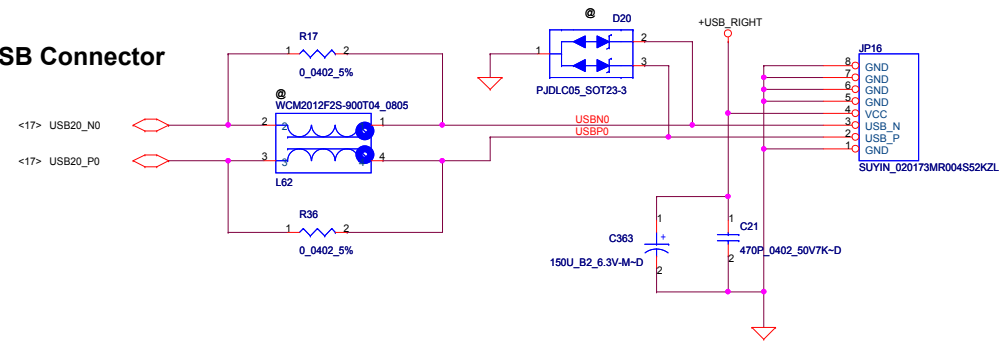 SB Connector
R17
1 2
0_0402_5%
@
WCM2012F2S-900T04_0805
<17> USB20_N0
2 2 1
<17> USB20_P0
3 3 4
L62
R36
1 2
0_0402_5%
@
D20
1 2
3
PJDLC05_SOT23-3
USBN0
USBP0
+USB_RIGHT
JP16
8 GND
7 GND
6 GND
5 GND
4 VCC
3 USB_N
2 USB_P
1 GND
SUYIN_020173MR004S52KZL
1
+
C363
150U_B2_6.3V-M~D
2
1
C21
470P_0402_50V7K~D
2